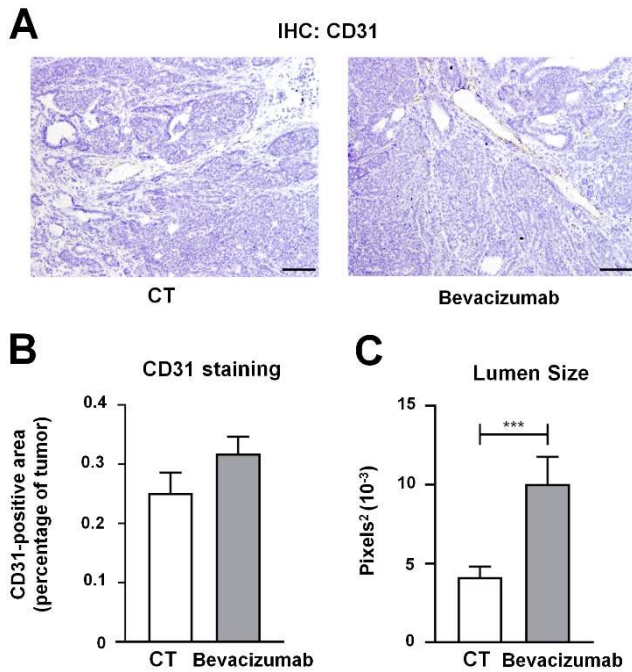 A
IHC: CD31
CT
Bevacizumab
B
CD31 staining
CD31-positive area
(percentage of tumor)
0.4
0.3
0.2
0.1
0
CT
Bevacizumab
C
Lumen Size
Pixels² (10⁻³)
15
10
5
0
***
CT
Bevacizumab